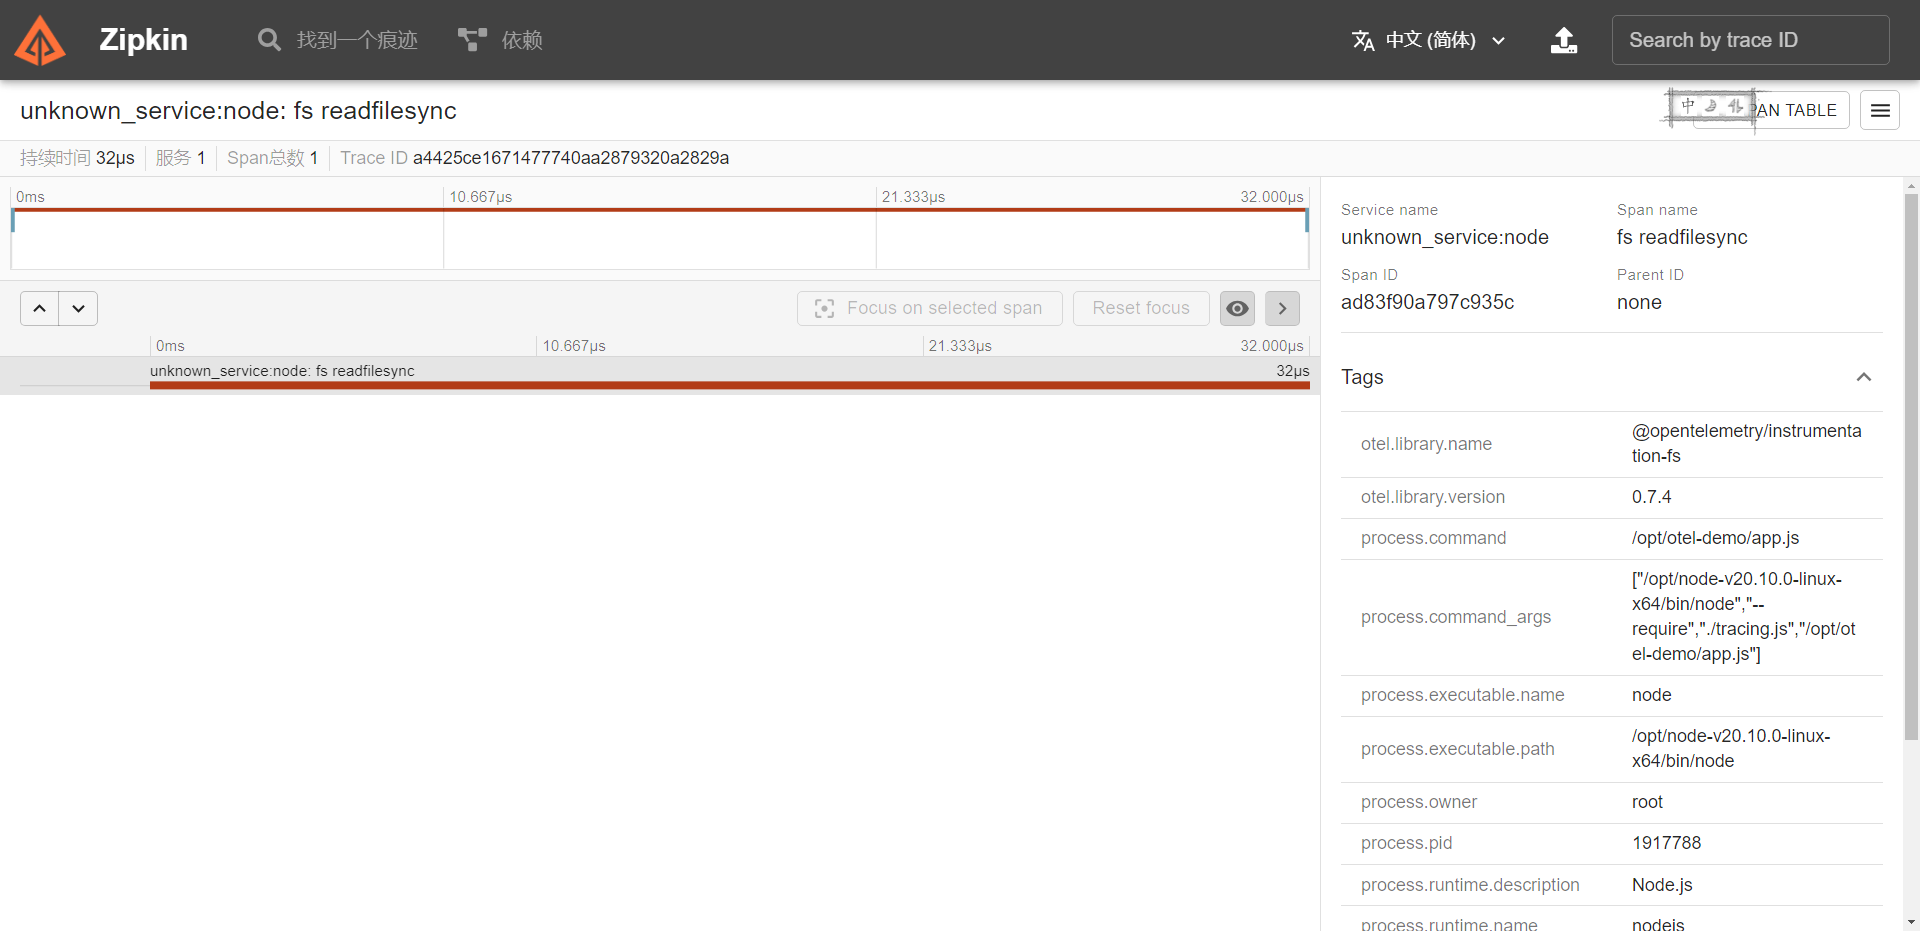 Zipkin
找到一个痕迹
依赖
中文 (简体)
Search by trace ID
unknown_service:node: fs readfilesync
中
AN TABLE
持续时间 32μs
服务 1
Span总数 1
Trace ID a4425ce1671477740aa2879320a2829a
0ms
10.667μs
21.333μs
32.000μs
Focus on selected span
Reset focus
0ms
10.667μs
21.333μs
32.000μs
unknown_service:node: fs readfilesync
32μs
Service name
Span name
unknown_service:node
fs readfilesync
Span ID
Parent ID
ad83f90a797c935c
none
Tags
otel.library.name
@opentelemetry/instrumenta
tion-fs
otel.library.version
0.7.4
process.command
/opt/otel-demo/app.js
process.command_args
["/opt/node-v20.10.0-linux-
x64/bin/node","--
require","./tracing.js","/opt/ot
el-demo/app.js"]
process.executable.name
node
process.executable.path
/opt/node-v20.10.0-linux-
x64/bin/node
process.owner
root
process.pid
1917788
process.runtime.description
Node.js
process.runtime.name
nodejs